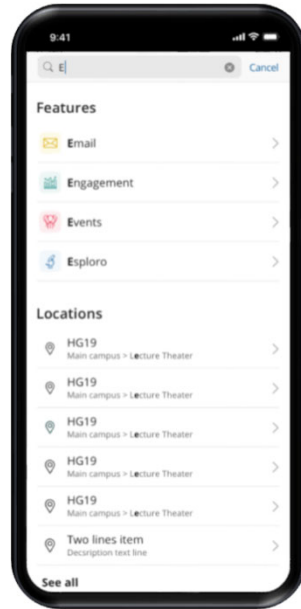 9:41
E
Cancel
Features
Email
Engagement
Events
Esploro
Locations
HG19
Main campus > Lecture Theater
HG19
Main campus > Lecture Theater
HG19
Main campus > Lecture Theater
HG19
Main campus > Lecture Theater
HG19
Main campus > Lecture Theater
Two lines item
Decsription text line
See all